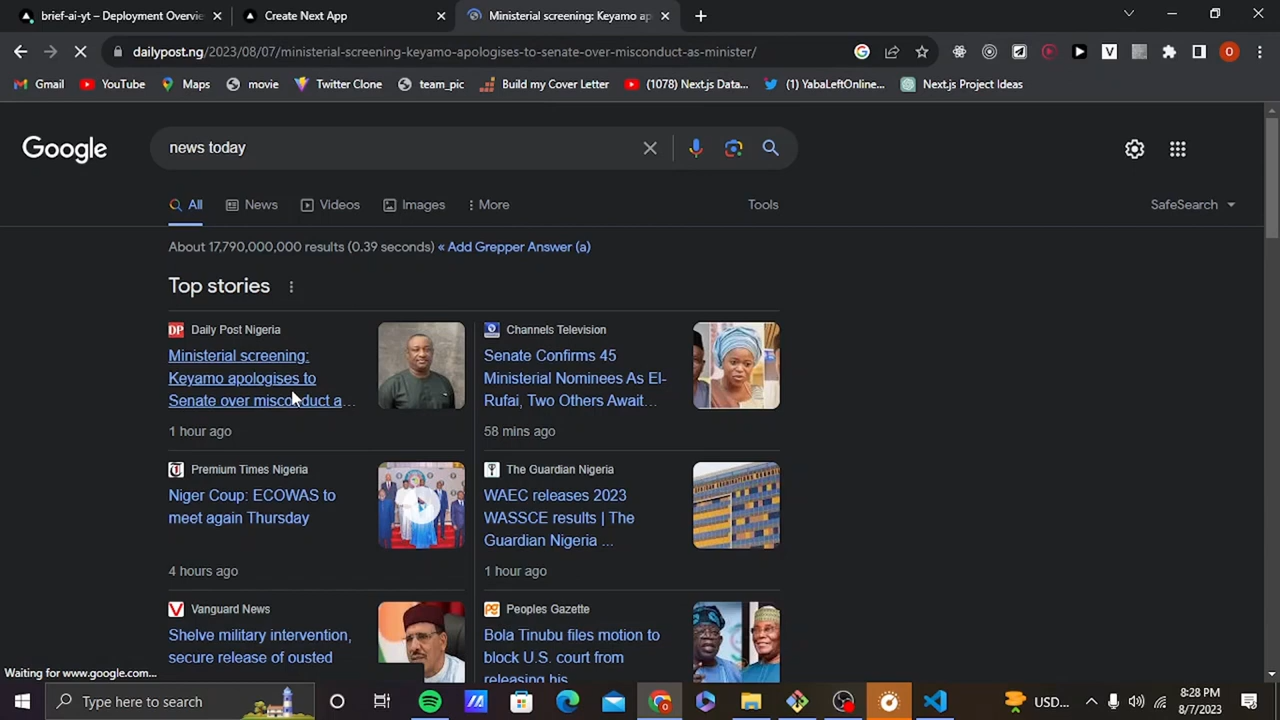 brief-ai-yt – Deployment Overvie
Create Next App
Ministerial screening: Keyamo ap
dailypost.ng/2023/08/07/ministerial-screening-keyamo-apologises-to-senate-over-misconduct-as-minister/
Gmail
YouTube
Maps
movie
Twitter Clone
team_pic
Build my Cover Letter
(1078) Next.js Data...
(1) YabaLeftOnline...
Next.js Project Ideas
Google
news today
All
News
Videos
Images
More
Tools
SafeSearch
About 17,790,000,000 results (0.39 seconds) « Add Grepper Answer (a)
Top stories
DP Daily Post Nigeria
Ministerial screening:
Keyamo apologises to
Senate over misconduct a...
1 hour ago
Channels Television
Senate Confirms 45
Ministerial Nominees As El-
Rufai, Two Others Await...
58 mins ago
Premium Times Nigeria
Niger Coup: ECOWAS to
meet again Thursday
4 hours ago
The Guardian Nigeria
WAEC releases 2023
WASSCE results | The
Guardian Nigeria ...
1 hour ago
Vanguard News
Shelve military intervention,
secure release of ousted
Peoples Gazette
Bola Tinubu files motion to
block U.S. court from
releasing his
Waiting for www.google.com...
Type here to search
USD...
8:28 PM
8/7/2023